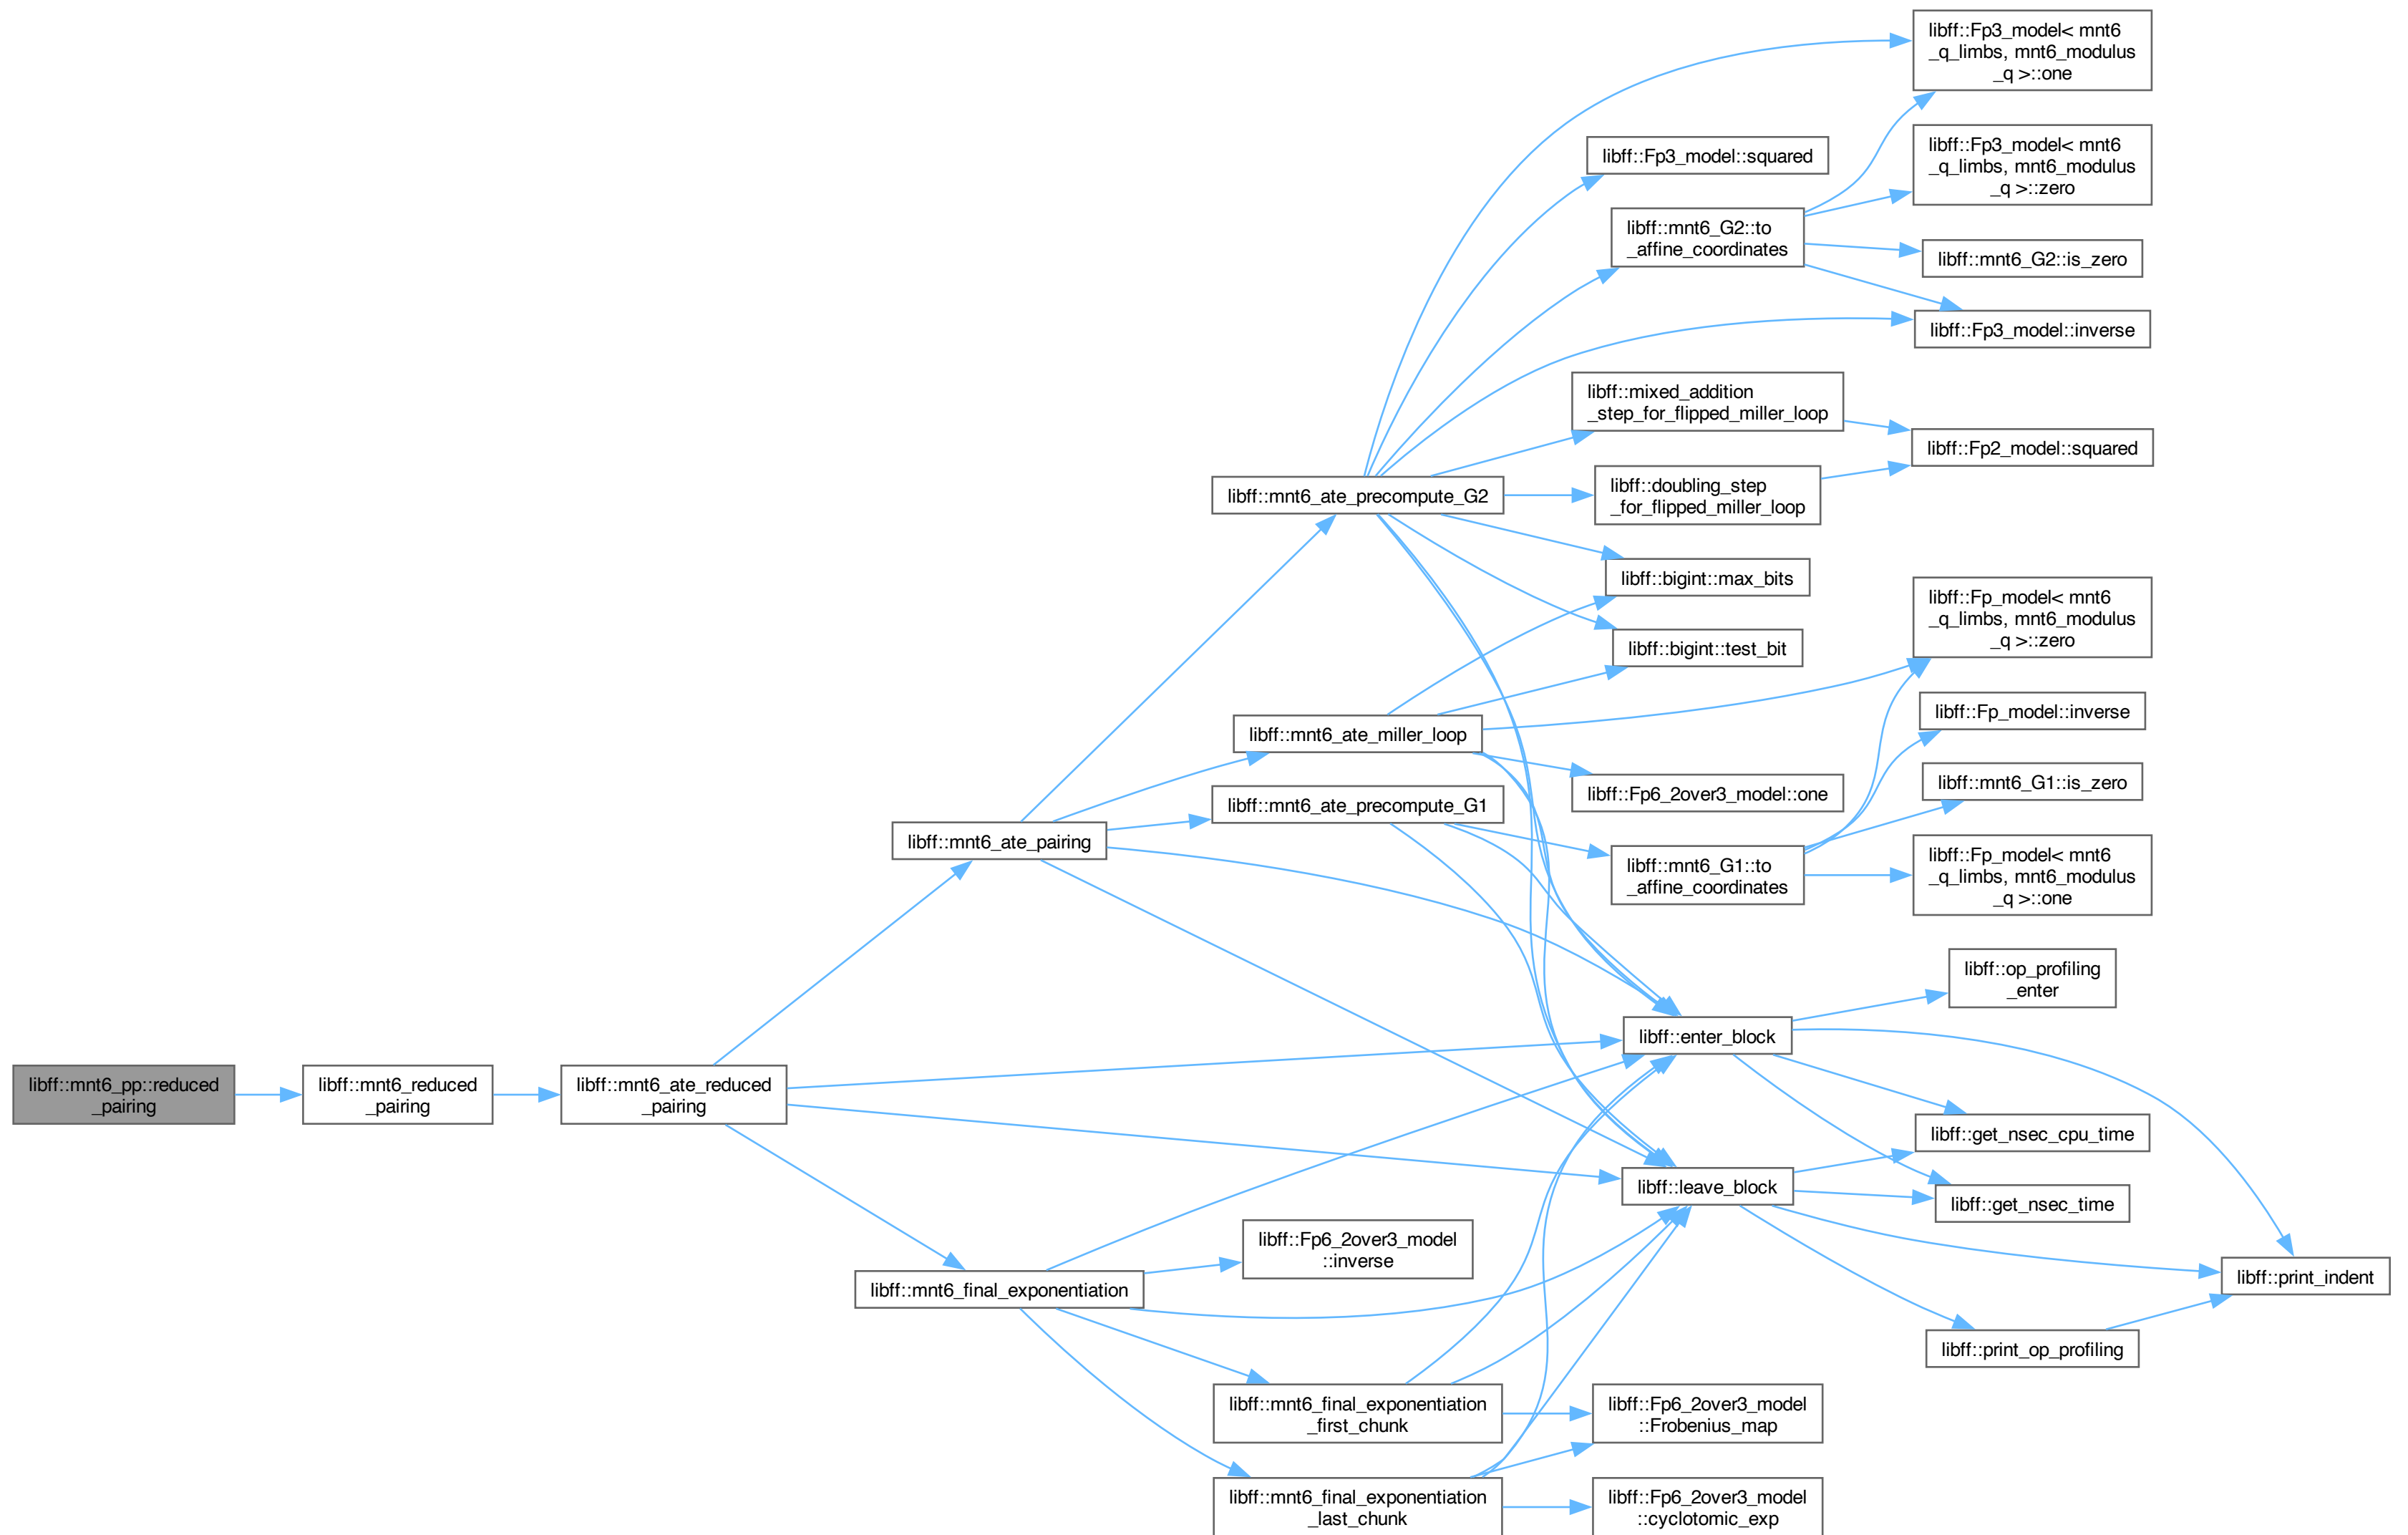 libff::mnt6_pp::reduced
_pairing
libff::mnt6_reduced
_pairing
libff::mnt6_ate_reduced
_pairing
libff::mnt6_ate_pairing
libff::mnt6_final_exponentiation
libff::mnt6_ate_precompute_G2
libff::mnt6_ate_miller_loop
libff::mnt6_ate_precompute_G1
libff::Fp6_2over3_model
::inverse
libff::mnt6_final_exponentiation
_first_chunk
libff::mnt6_final_exponentiation
_last_chunk
libff::Fp3_model::squared
libff::mnt6_G2::to
_affine_coordinates
libff::mixed_addition
_step_for_flipped_miller_loop
libff::doubling_step
_for_flipped_miller_loop
libff::bigint::max_bits
libff::bigint::test_bit
libff::Fp6_2over3_model::one
libff::mnt6_G1::to
_affine_coordinates
libff::enter_block
libff::leave_block
libff::Fp6_2over3_model
::Frobenius_map
libff::Fp6_2over3_model
::cyclotomic_exp
libff::Fp3_model< mnt6
_q_limbs, mnt6_modulus
_q >::one
libff::Fp3_model< mnt6
_q_limbs, mnt6_modulus
_q >::zero
libff::mnt6_G2::is_zero
libff::Fp3_model::inverse
libff::Fp2_model::squared
libff::Fp_model< mnt6
_q_limbs, mnt6_modulus
_q >::zero
libff::Fp_model::inverse
libff::mnt6_G1::is_zero
libff::Fp_model< mnt6
_q_limbs, mnt6_modulus
_q >::one
libff::op_profiling
_enter
libff::get_nsec_cpu_time
libff::get_nsec_time
libff::print_op_profiling
libff::print_indent